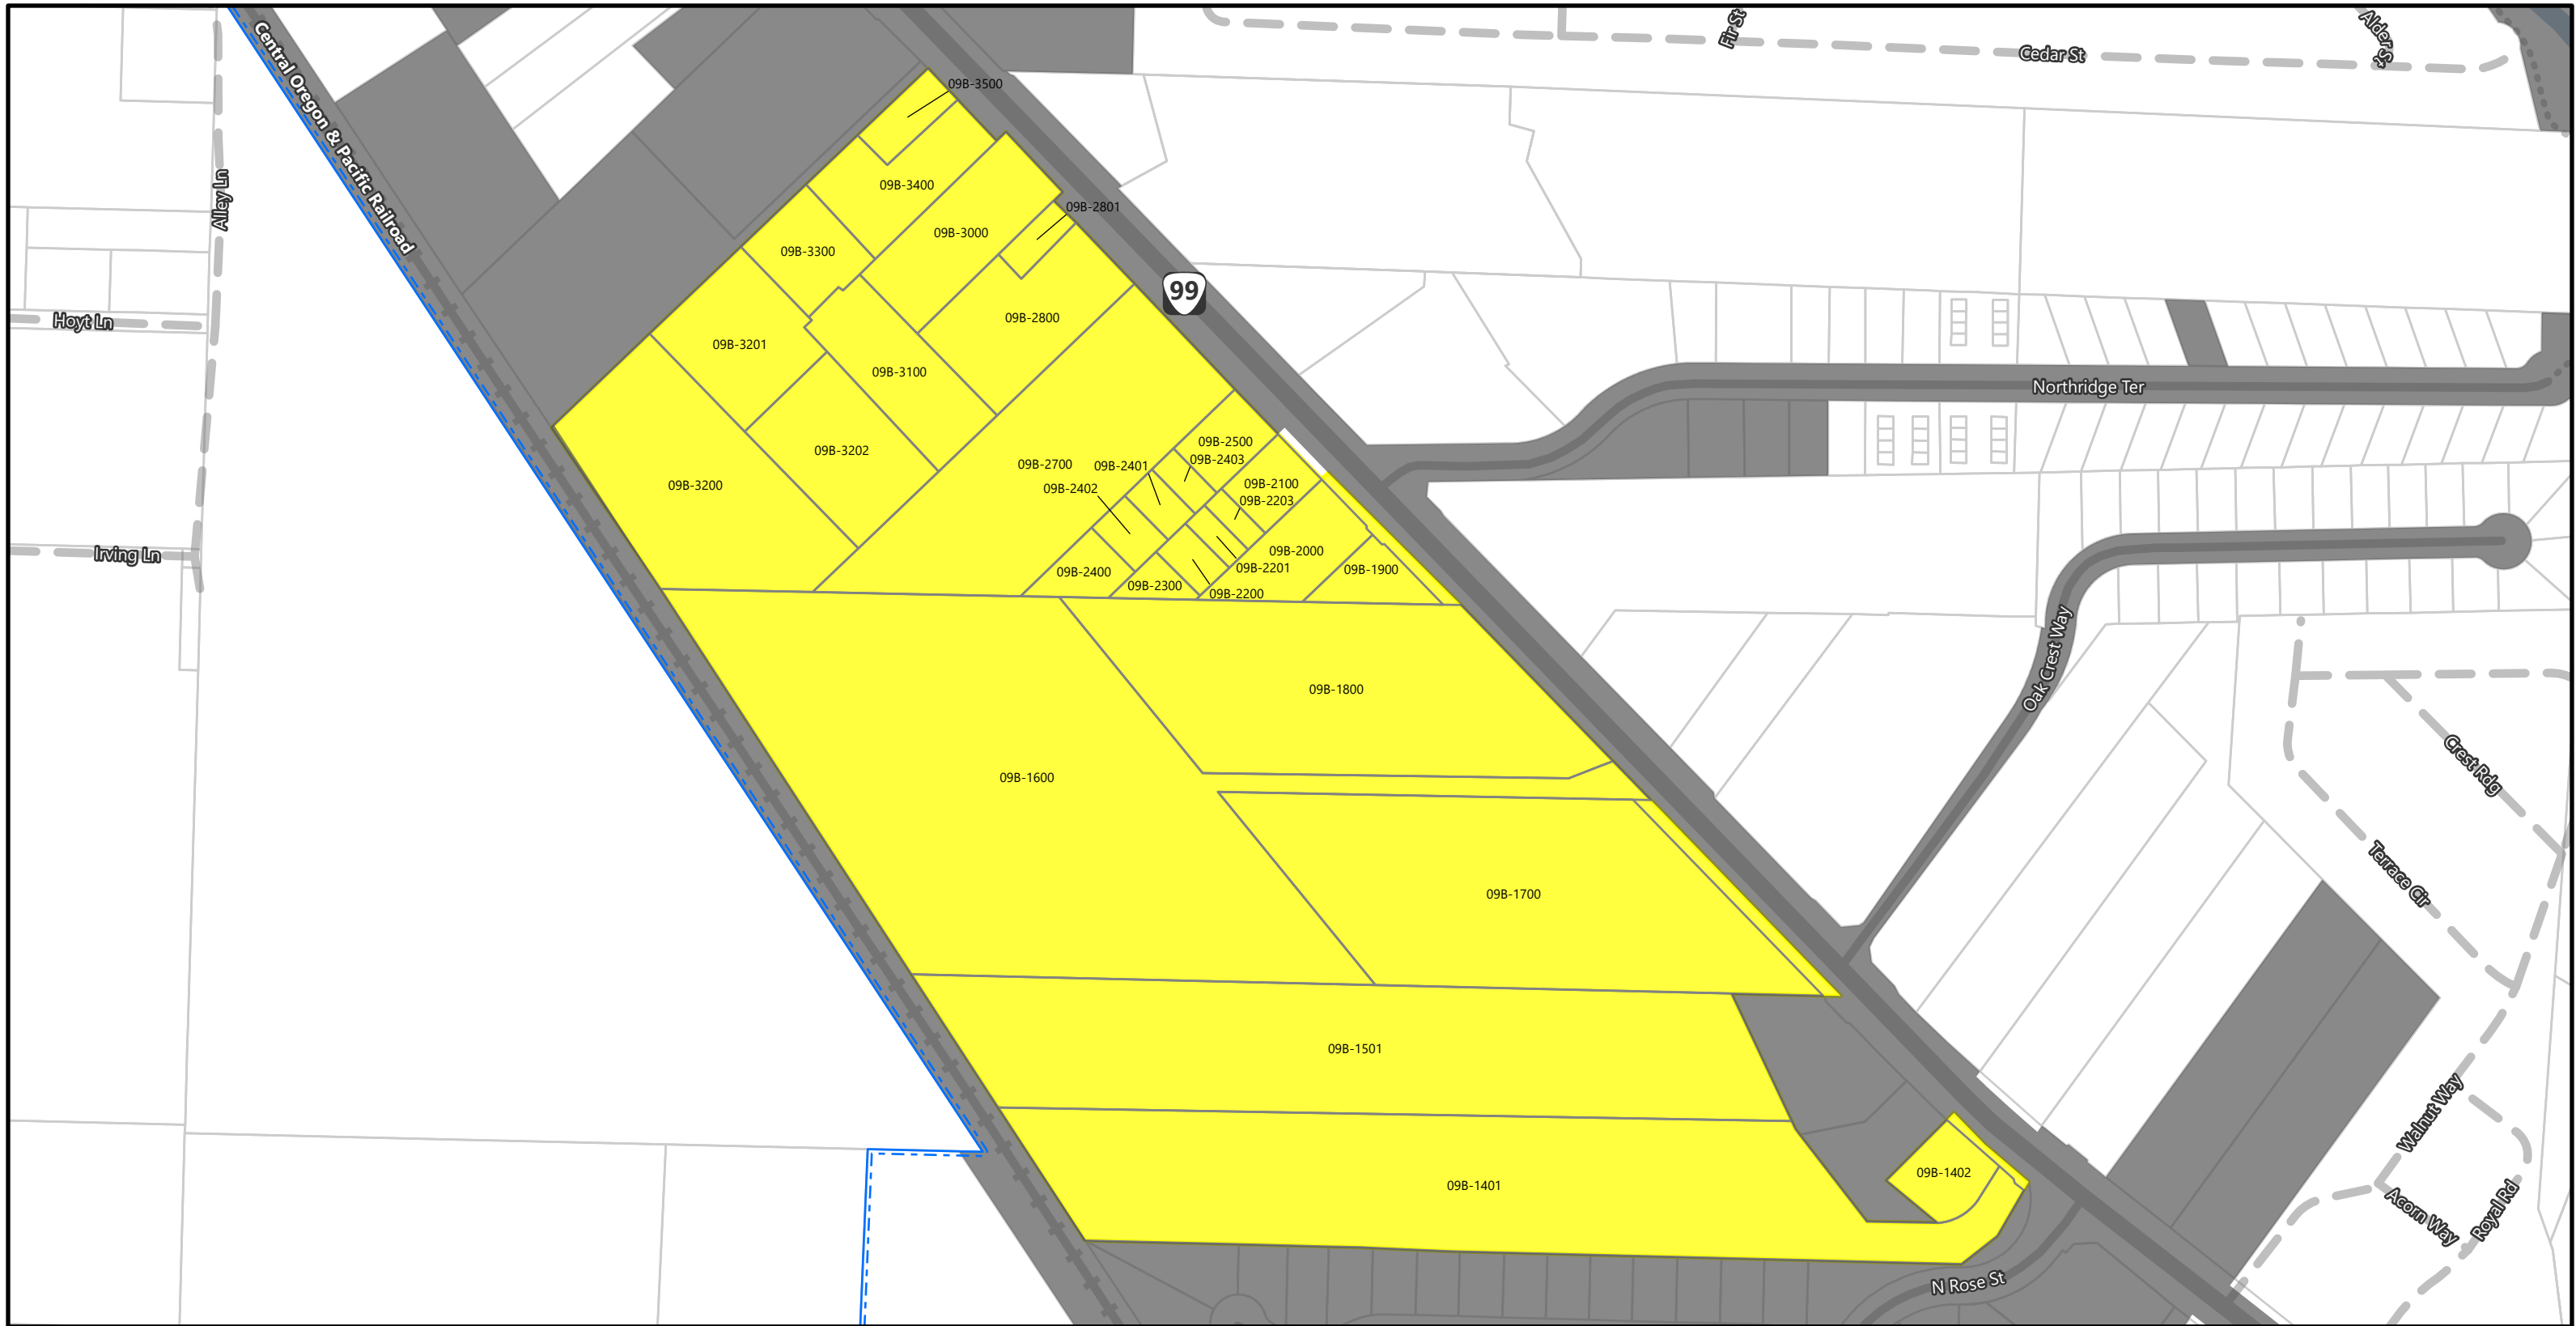 Fir St
Alder St
Central Oregon & Pacific Railroad
Cedar St
09B-3500
Alley Ln
09B-3400
09B-2801
09B-3000
09B-3300
99
09B-2800
Hoyt Ln
09B-3201
09B-3100
Northridge Ter
09B-2500
09B-3202
09B-2403
09B-2700
09B-2401
09B-2100
09B-3200
09B-2402
09B-2203
Irving Ln
09B-2000
09B-2400
09B-2201
09B-1900
09B-2300
09B-2200
Oak Crest Way
09B-1800
Crest Rdg
09B-1600
Terrace Cir
09B-1700
09B-1501
Walnut Way
09B-1402
09B-1401
Acorn Way
Royal Rd
N Rose St